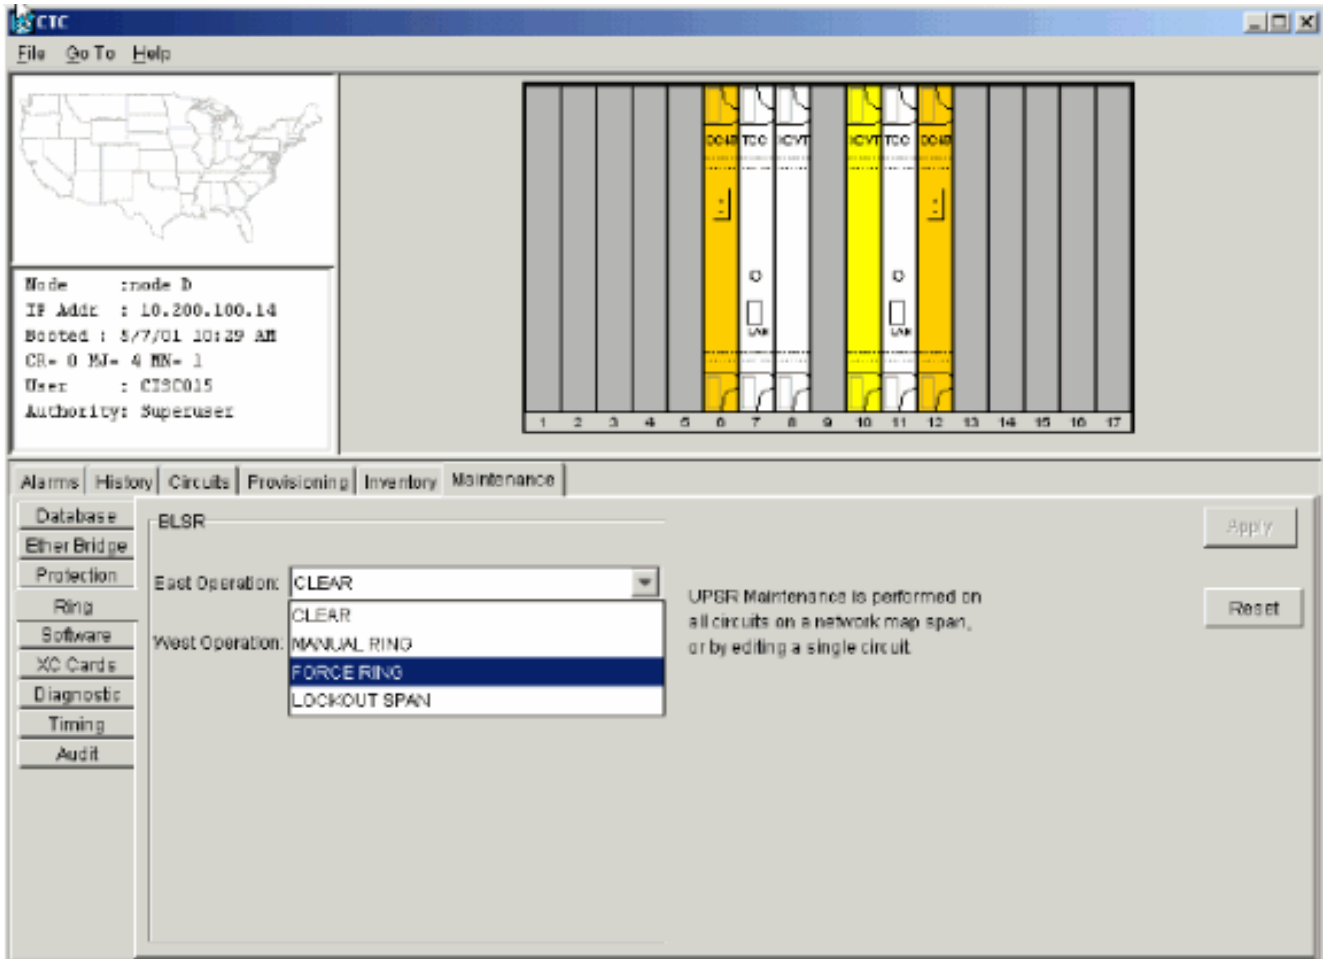 CTC
File Go To Help
Node :node D
IP Addr : 10.200.100.14
Booted : 5/7/01 10:29 AM
CR- 0 MJ- 4 MN- 1
User : CISCO15
Authority: Superuser
OC48 TCC XCVT XCVT TCC OC48
LAN LAN
1 2 3 4 5 6 7 8 9 10 11 12 13 14 15 16 17
Alarms History Circuits Provisioning Inventory Maintenance
Database
Ether Bridge
Protection
Ring
Software
XC Cards
Diagnostic
Timing
Audit
BLSR
East Operation: CLEAR
CLEAR
West Operation: MANUAL RING
FORCE RING
LOCKOUT SPAN
UPSR Maintenance is performed on
all circuits on a network map span,
or by editing a single circuit.
Apply
Reset